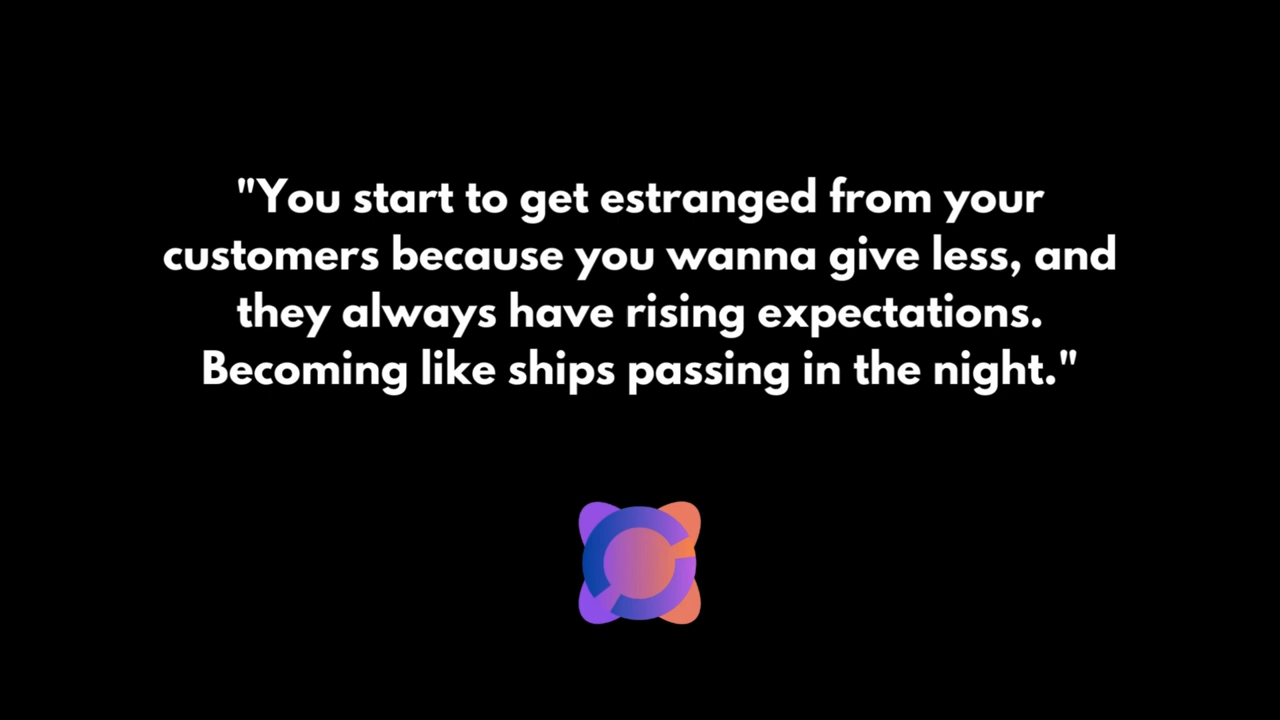 "You start to get estranged from your
customers because you wanna give less, and
they always have rising expectations.
Becoming like ships passing in the night."